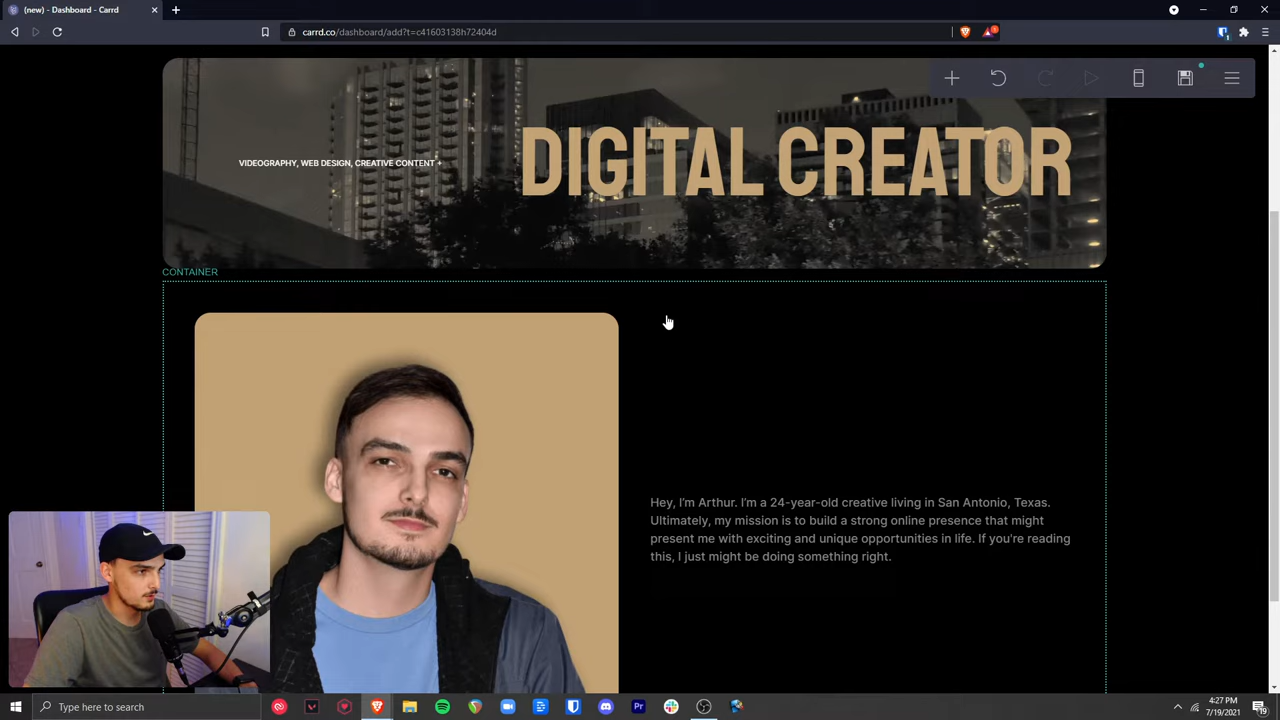 (new) - Dashboard - Carrd
carrd.co/dashboard/add?t=c41603138h72404d
VIDEOGRAPHY, WEB DESIGN, CREATIVE CONTENT +
DIGITAL CREATOR
CONTAINER
Hey, I'm Arthur. I'm a 24-year-old creative living in San Antonio, Texas.
Ultimately, my mission is to build a strong online presence that might
present me with exciting and unique opportunities in life. If you're reading
this, I just might be doing something right.
Type here to search
Pr
4:27 PM
7/19/2021